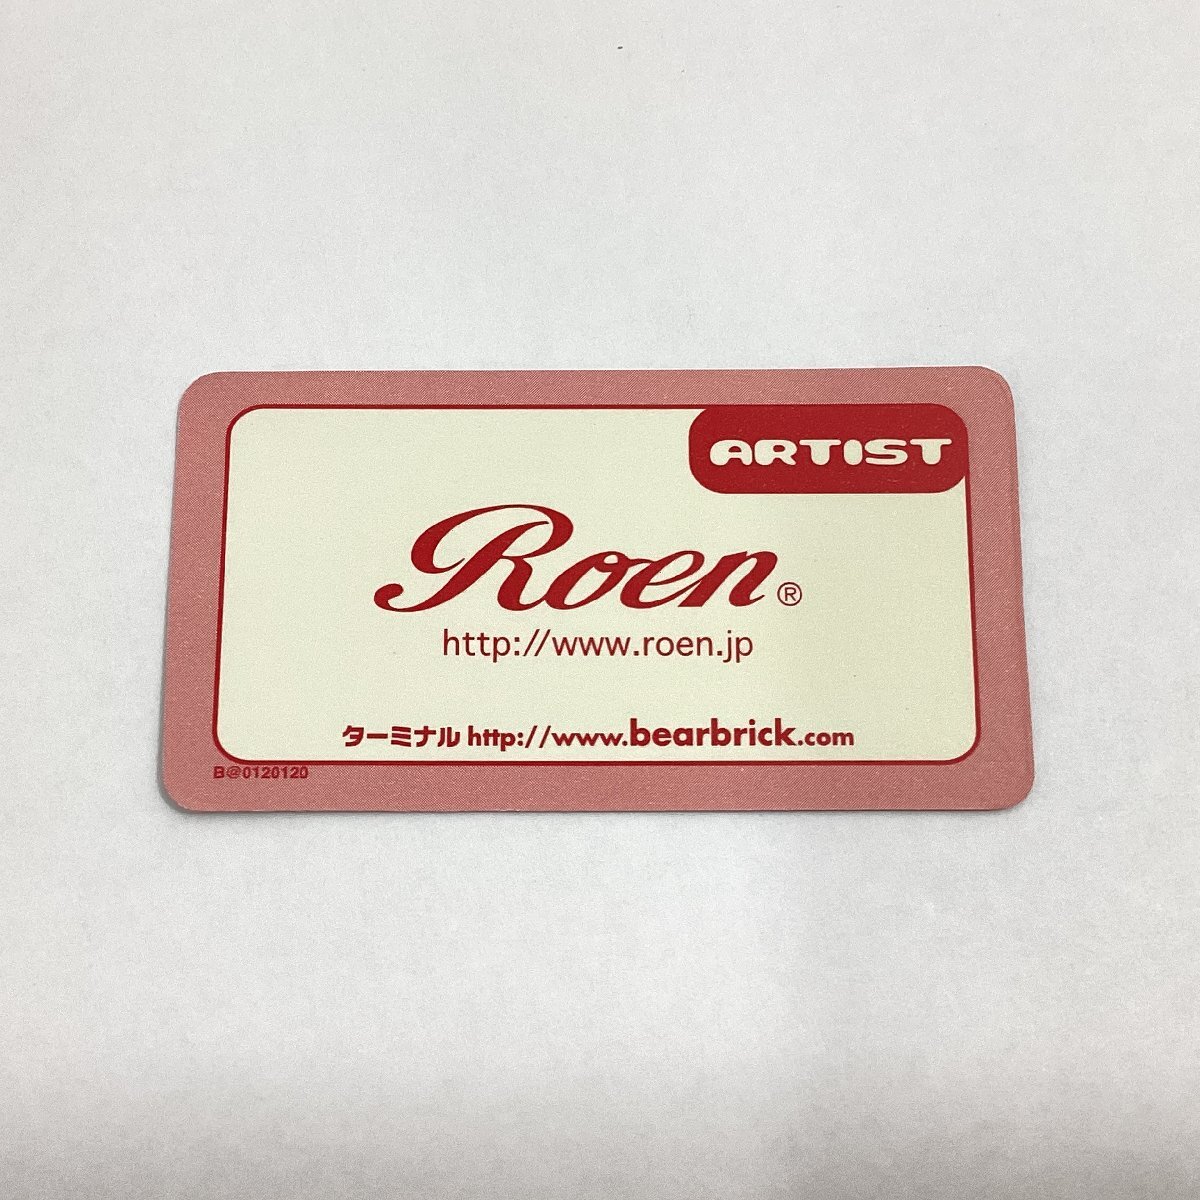 ARTIST
Roen®
http://www.roen.jp
ターミナル http://www.bearbrick.com
B@0120120